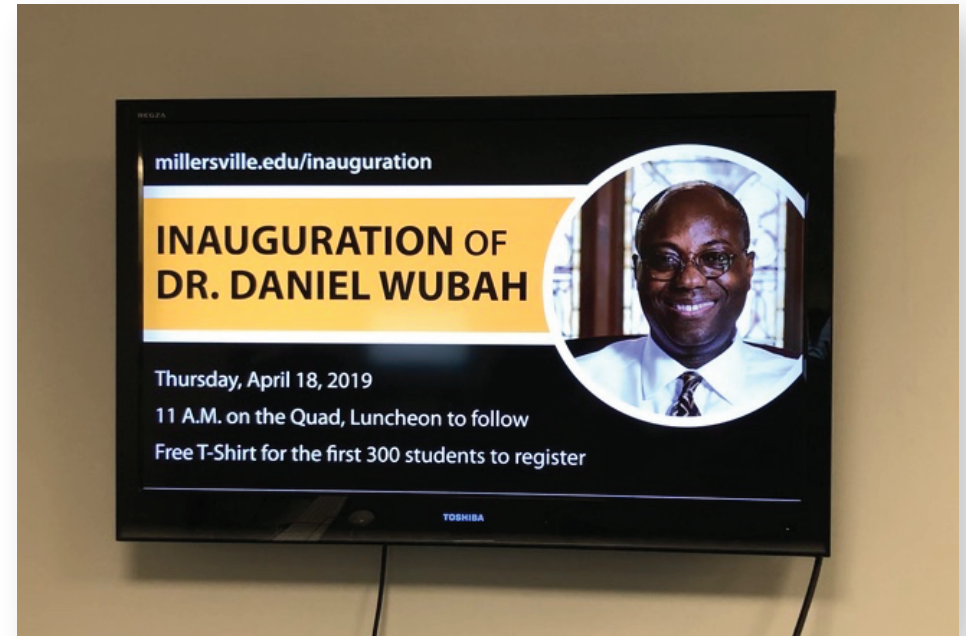 REGZA
millersville.edu/inauguration
INAUGURATION OF
DR. DANIEL WUBAH
Thursday, April 18, 2019
11 A.M. on the Quad, Luncheon to follow
Free T-Shirt for the first 300 students to register
TOSHIBA